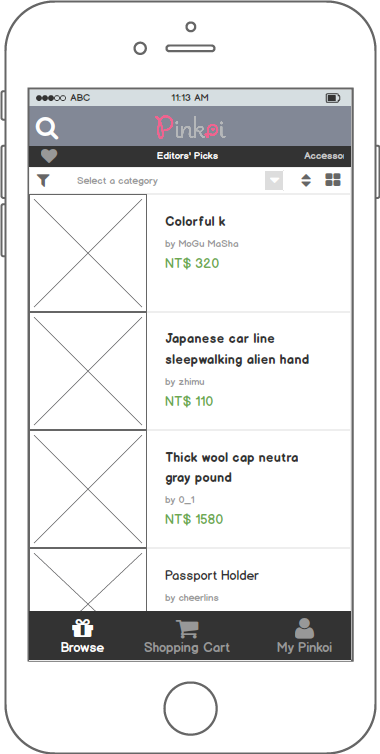 ABC 11:13 AM
Pinkoi
Editors' Picks Accessor
Select a category
Colorful k
by MoGu MaSha
NT$ 320
Japanese car line
sleepwalking alien hand
by zhimu
NT$ 110
Thick wool cap neutra
gray pound
by 0_1
NT$ 1580
Passport Holder
by cheerlins
Browse Shopping Cart My Pinkoi